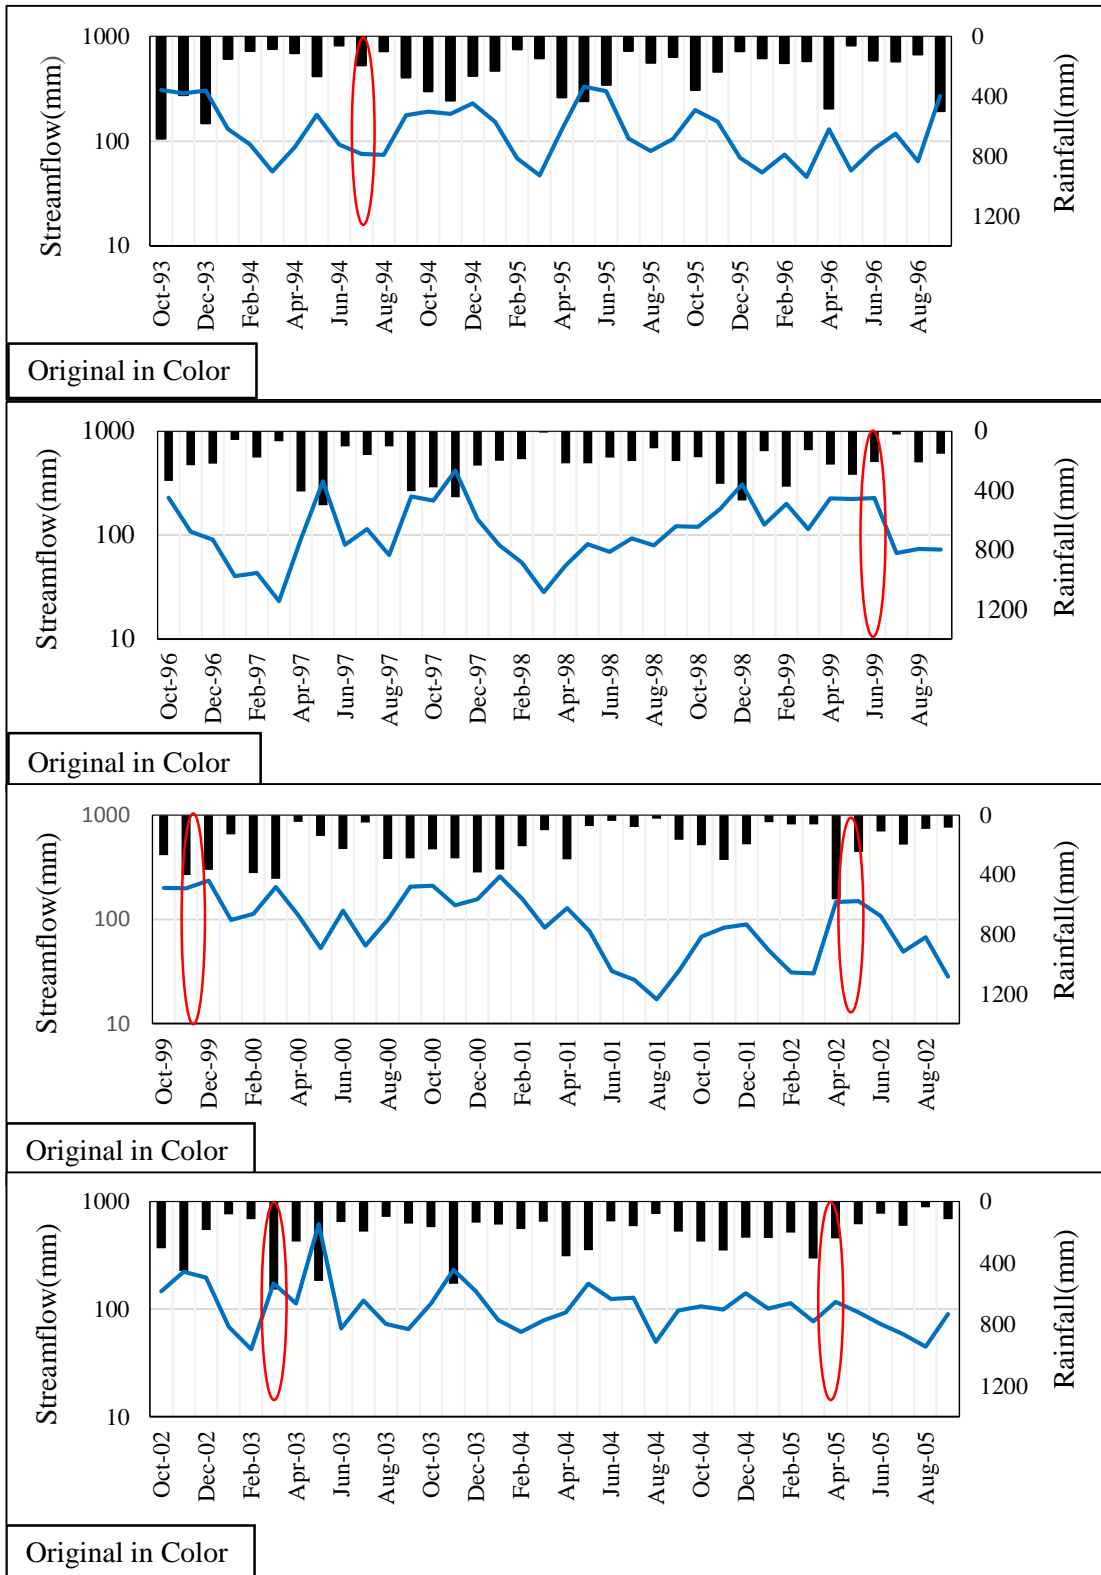 Streamflow(mm)
1000
100
10
0
400
800
1200
Rainfall(mm)
Oct-93
Dec-93
Feb-94
Apr-94
Jun-94
Aug-94
Oct-94
Dec-94
Feb-95
Apr-95
Jun-95
Oct-95
Dec-95
Feb-96
Apr-96
Jun-96
Aug-96
Original in Color
Streamflow(mm)
1000
100
10
0
400
800
1200
Rainfall(mm)
Oct-96
Dec-96
Feb-97
Apr-97
Jun-97
Aug-97
Oct-97
Dec-97
Feb-98
Apr-98
Jun-98
Aug-98
Oct-98
Dec-98
Feb-99
Apr-99
Jun-99
Aug-99
Original in Color
Streamflow(mm)
1000
100
10
0
400
800
1200
Rainfall(mm)
Oct-99
Dec-99
Feb-00
Apr-00
Jun-00
Aug-00
Oct-00
Dec-00
Feb-01
Apr-01
Jun-01
Aug-01
Oct-01
Dec-01
Feb-02
Apr-02
Jun-02
Aug-02
Original in Color
Streamflow(mm)
1000
100
10
0
400
800
1200
Rainfall(mm)
Oct-02
Dec-02
Feb-03
Apr-03
Jun-03
Aug-03
Oct-03
Dec-03
Feb-04
Apr-04
Jun-04
Aug-04
Oct-04
Dec-04
Feb-05
Apr-05
Jun-05
Aug-05
Original in Color